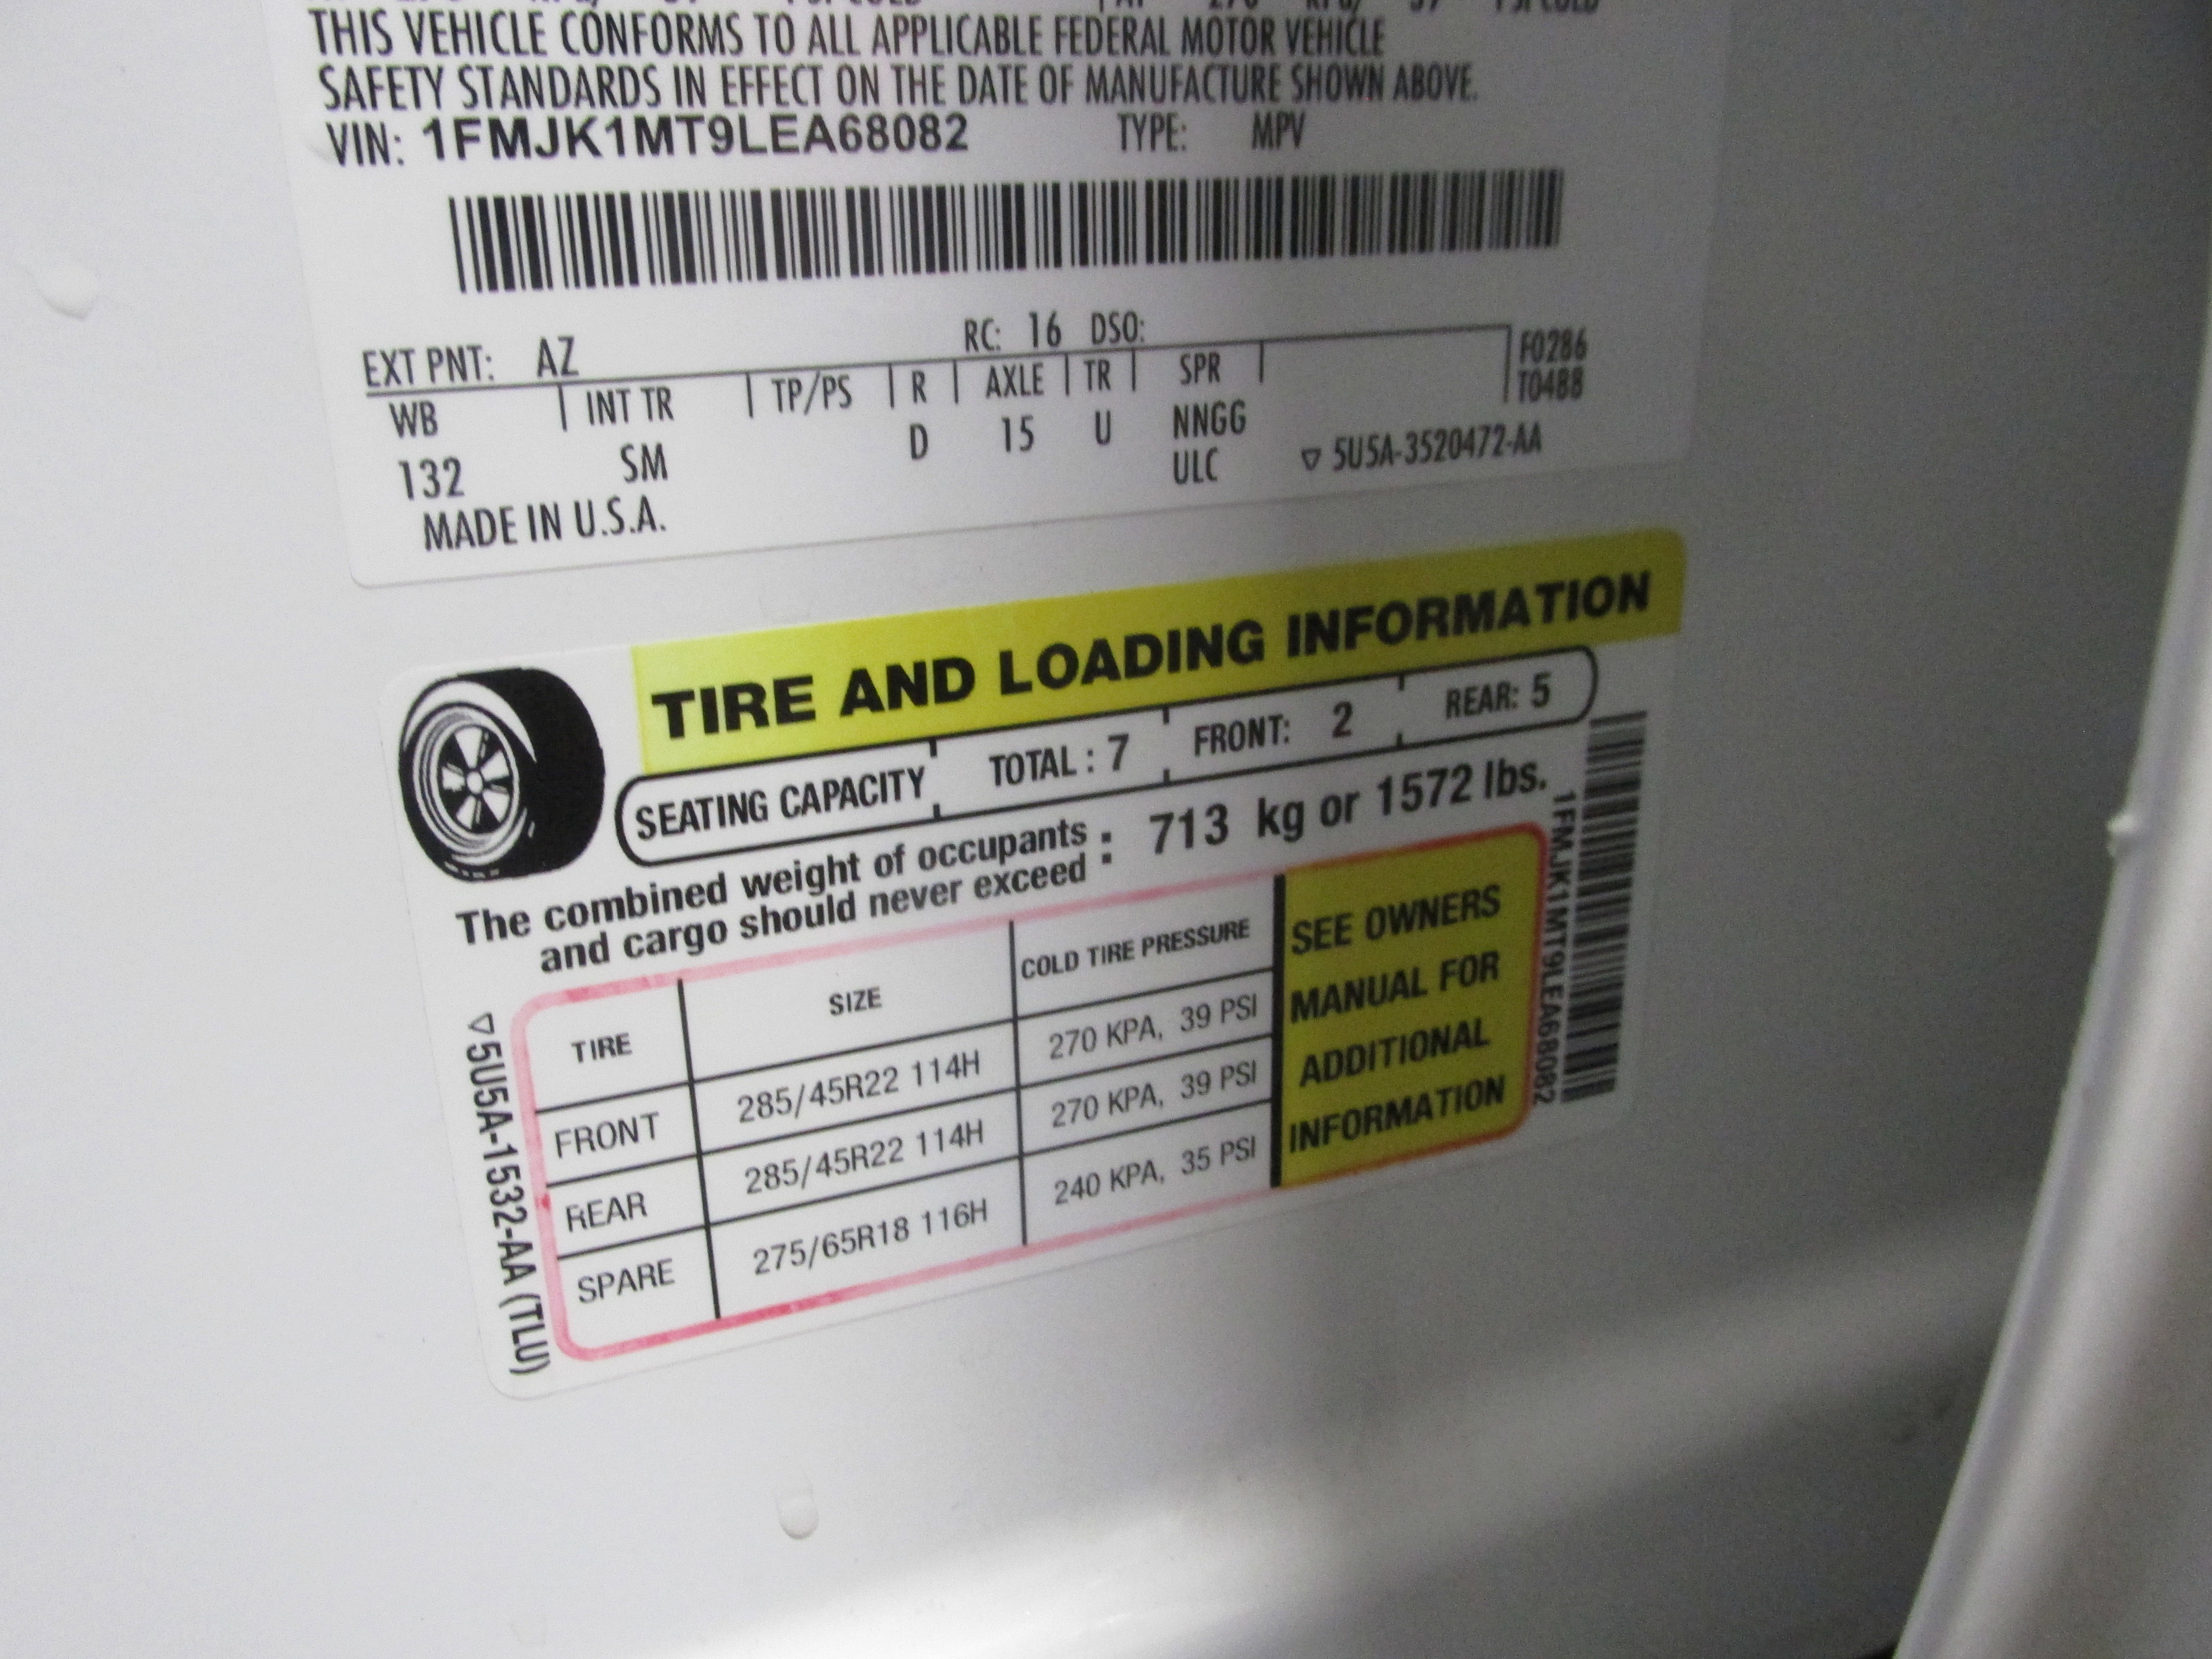 THIS VEHICLE CONFORMS TO ALL APPLICABLE FEDERAL MOTOR VEHICLE
SAFETY STANDARDS IN EFFECT ON THE DATE OF MANUFACTURE SHOWN ABOVE.
VIN: 1FMJK1MT9LEA68082 TYPE: MPV
EXT PNT: AZ RC: 16 DSO:
WB INT TR TP/PS R AXLE TR SPR F0286
T0488
132 SM D 15 U NNGG
ULC ▽ 5U5A-3520472-AA
MADE IN U.S.A.
TIRE AND LOADING INFORMATION
SEATING CAPACITY TOTAL : 7 FRONT: 2 REAR: 5
The combined weight of occupants
and cargo should never exceed : 713 kg or 1572 lbs.
TIRE SIZE COLD TIRE PRESSURE
FRONT 285/45R22 114H 270 KPA, 39 PSI
REAR 285/45R22 114H 270 KPA, 39 PSI
SPARE 275/65R18 116H 240 KPA, 35 PSI
SEE OWNERS
MANUAL FOR
ADDITIONAL
INFORMATION
1FMJK1MT9LEA68082
▽5U5A-1532-AA (TLU)